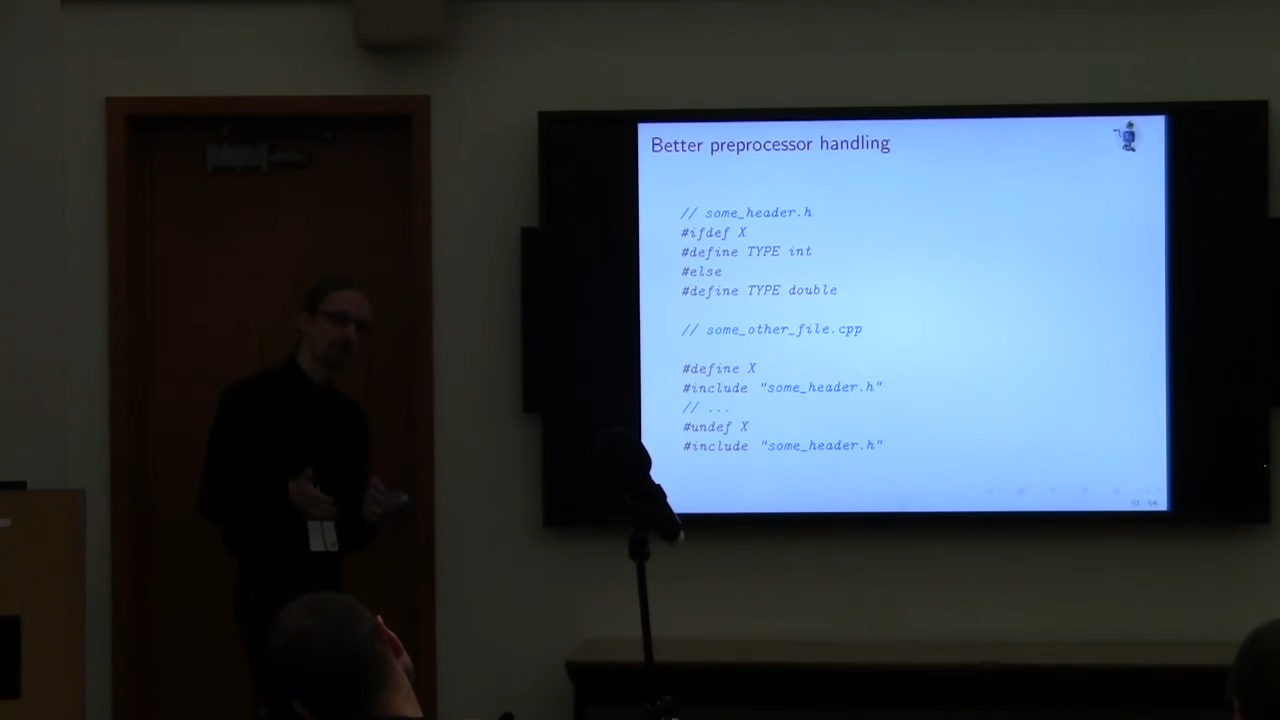 Better preprocessor handling
// some_header.h
#ifdef X
#define TYPE int
#else
#define TYPE double
// some_other_file.cpp
#define X
#include "some_header.h"
// ...
#undef X
#include "some_header.h"